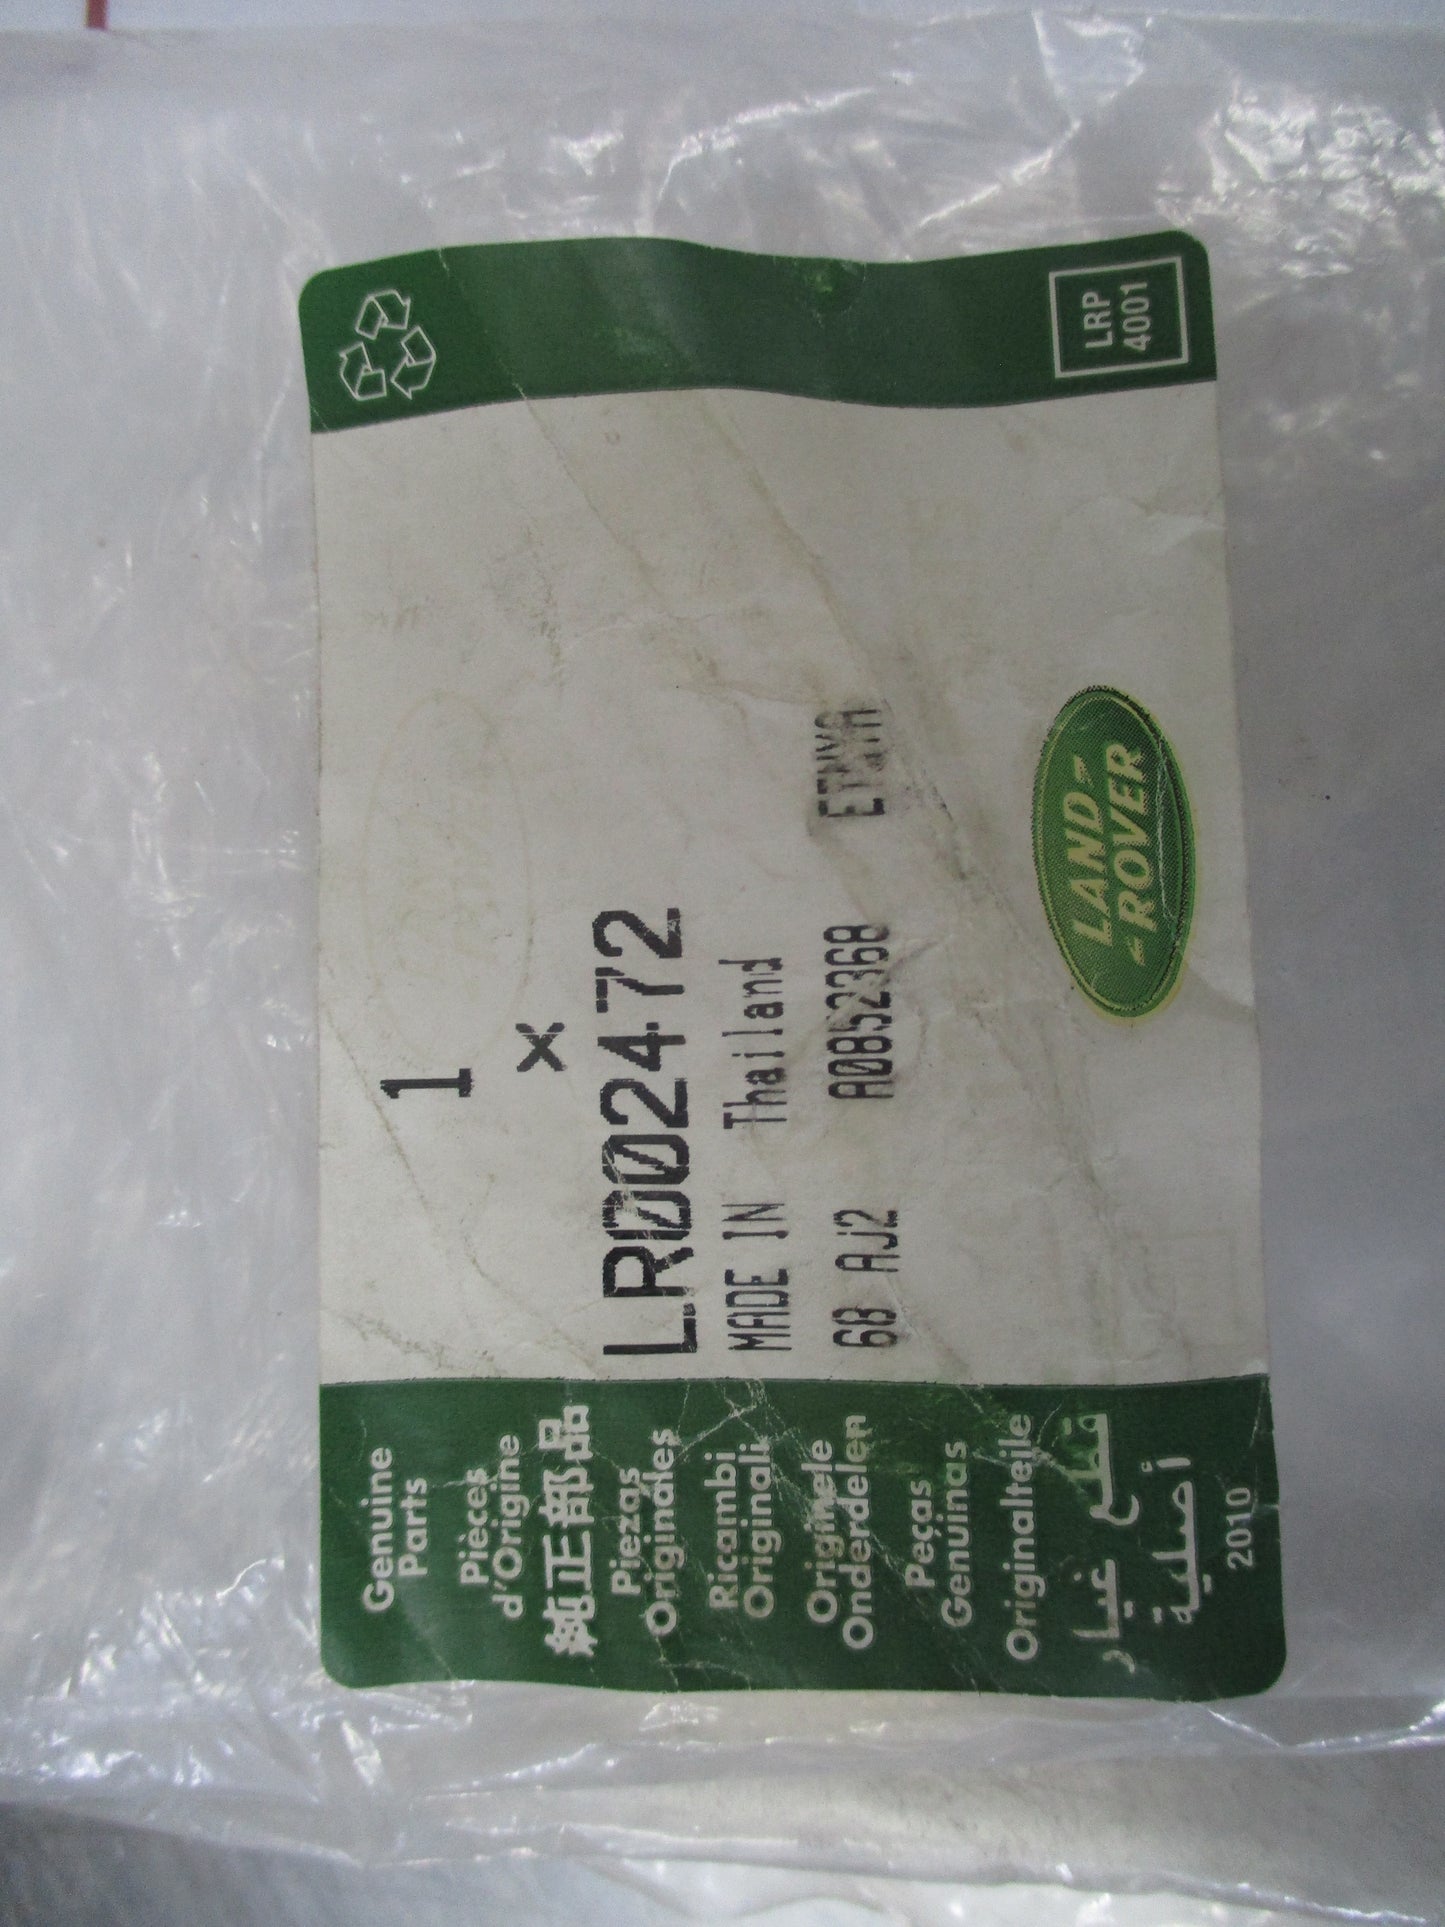 Genuine
Parts
Pièces
d'Origine
純正部品
Piezas
Originales
Ricambi
Originali
Originele
Onderdelen
Peças
Genuínas
Originalteile
قطع غيار
أصلية
2010
1
x
LR002472
MADE IN Thailand
68 AJ2 A0852368
LAND
ROVER
LRP
4001